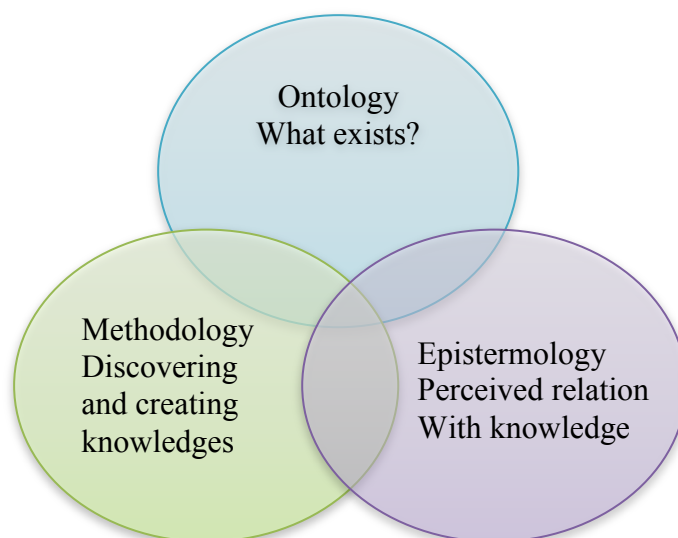 Ontology
What exists?
Methodology
Discovering
and creating
knowledges
Epistermology
Perceived relation
With knowledge